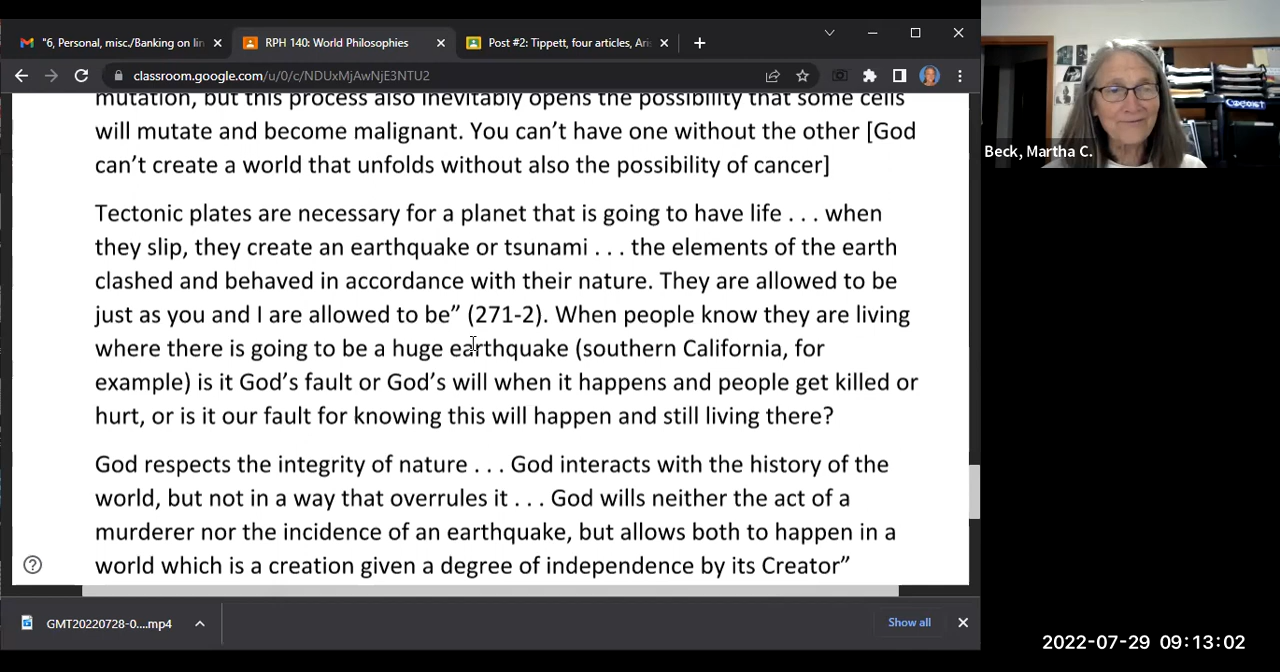 "6, Personal, misc./Banking on lin
RPH 140: World Philosophies
Post #2: Tippett, four articles, Ari
classroom.google.com/u/0/c/NDUxMjAwNjE3NTU2
mutation, but this process also inevitably opens the possibility that some cells
will mutate and become malignant. You can't have one without the other [God
can't create a world that unfolds without also the possibility of cancer]
Tectonic plates are necessary for a planet that is going to have life . . . when
they slip, they create an earthquake or tsunami . . . the elements of the earth
clashed and behaved in accordance with their nature. They are allowed to be
just as you and I are allowed to be” (271-2). When people know they are living
where there is going to be a huge earthquake (southern California, for
example) is it God’s fault or God’s will when it happens and people get killed or
hurt, or is it our fault for knowing this will happen and still living there?
God respects the integrity of nature . . . God interacts with the history of the
world, but not in a way that overrules it . . . God wills neither the act of a
murderer nor the incidence of an earthquake, but allows both to happen in a
world which is a creation given a degree of independence by its Creator”
GMT20220728-0....mp4
Show all
coexist
Beck, Martha C.
2022-07-29 09:13:02